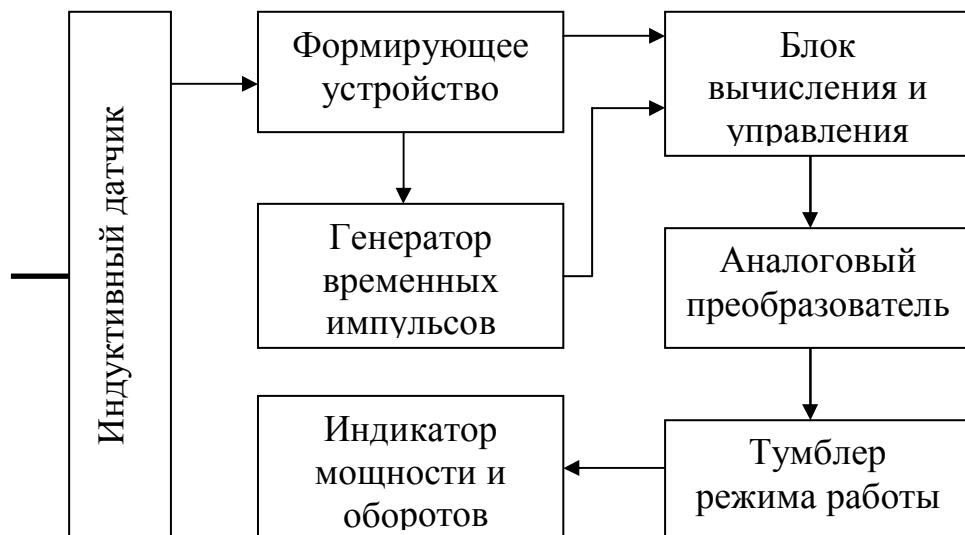 Индуктивный датчик
Формирующее
устройство
Блок
вычисления и
управления
Генератор
временных
импульсов
Аналоговый
преобразователь
Индикатор
мощности и
оборотов
Тумблер
режима работы